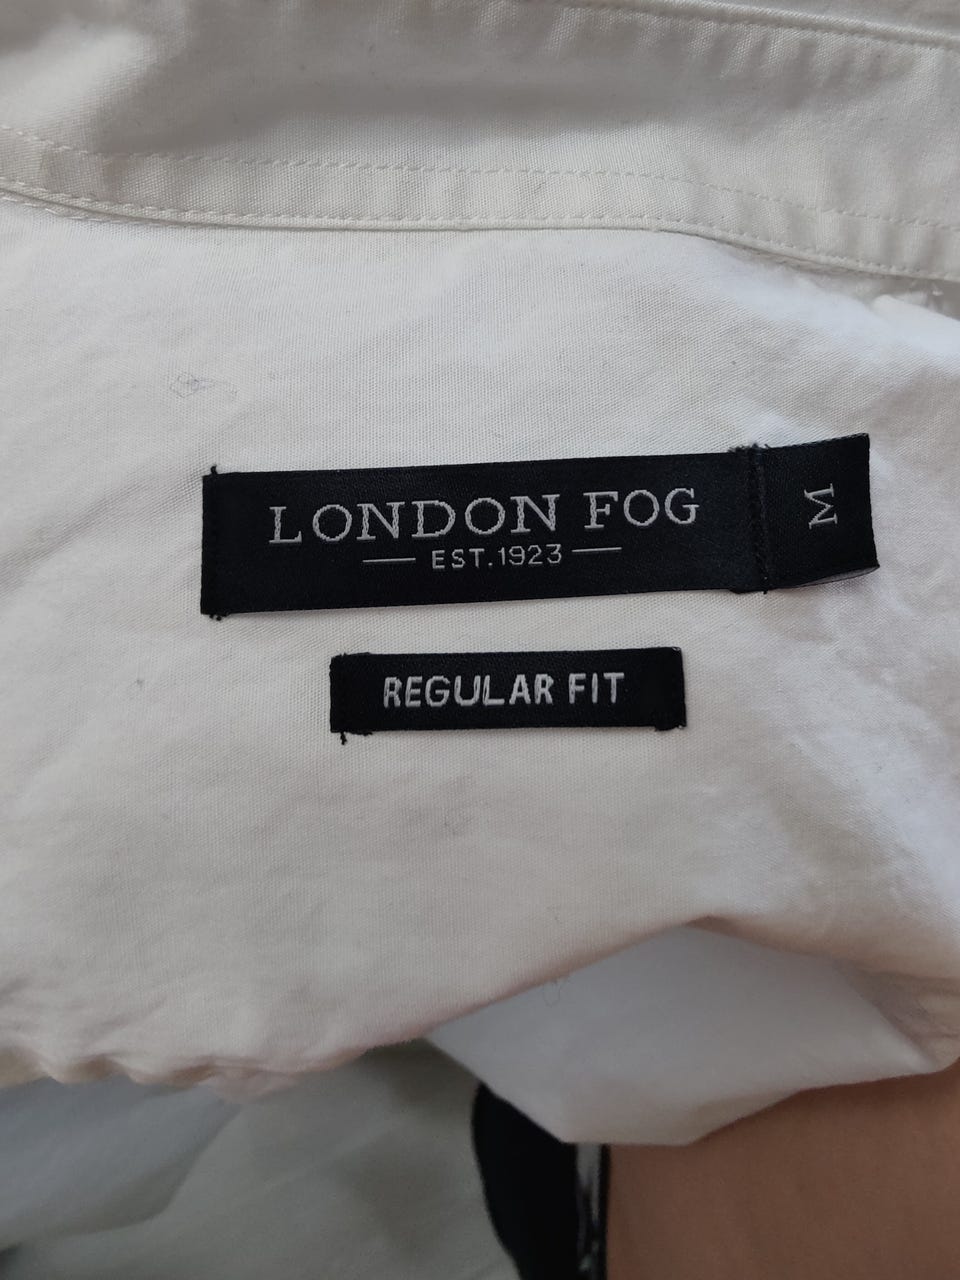 LONDON FOG
EST.1923
M
REGULAR FIT